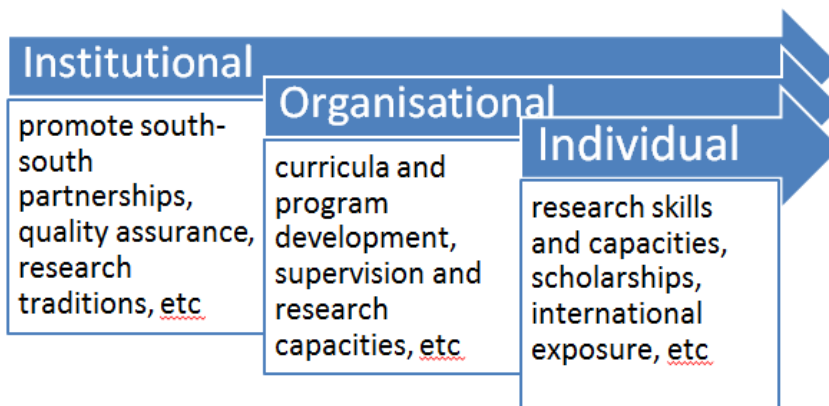 Institutional
promote south-
south
partnerships,
quality assurance,
research
traditions, etc
Organisational
curricula and
program
development,
supervision and
research
capacities, etc
Individual
research skills
and capacities,
scholarships,
international
exposure, etc